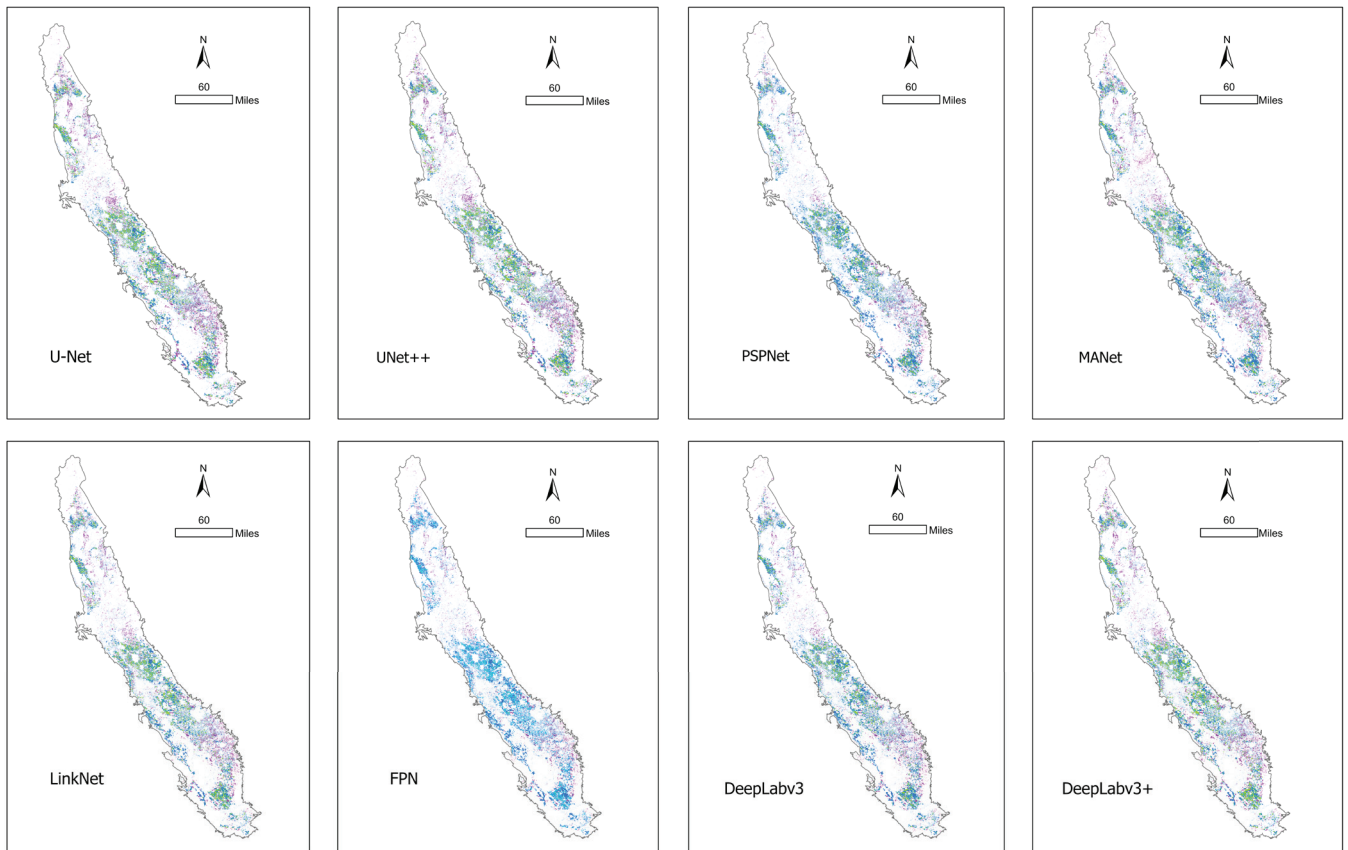 N
60
Miles
U-Net
N
60
Miles
UNet++
N
60
Miles
PSPNet
N
60
Miles
MANet
N
60
Miles
LinkNet
N
60
Miles
FPN
N
60
Miles
DeepLabv3
N
60
Miles
DeepLabv3+